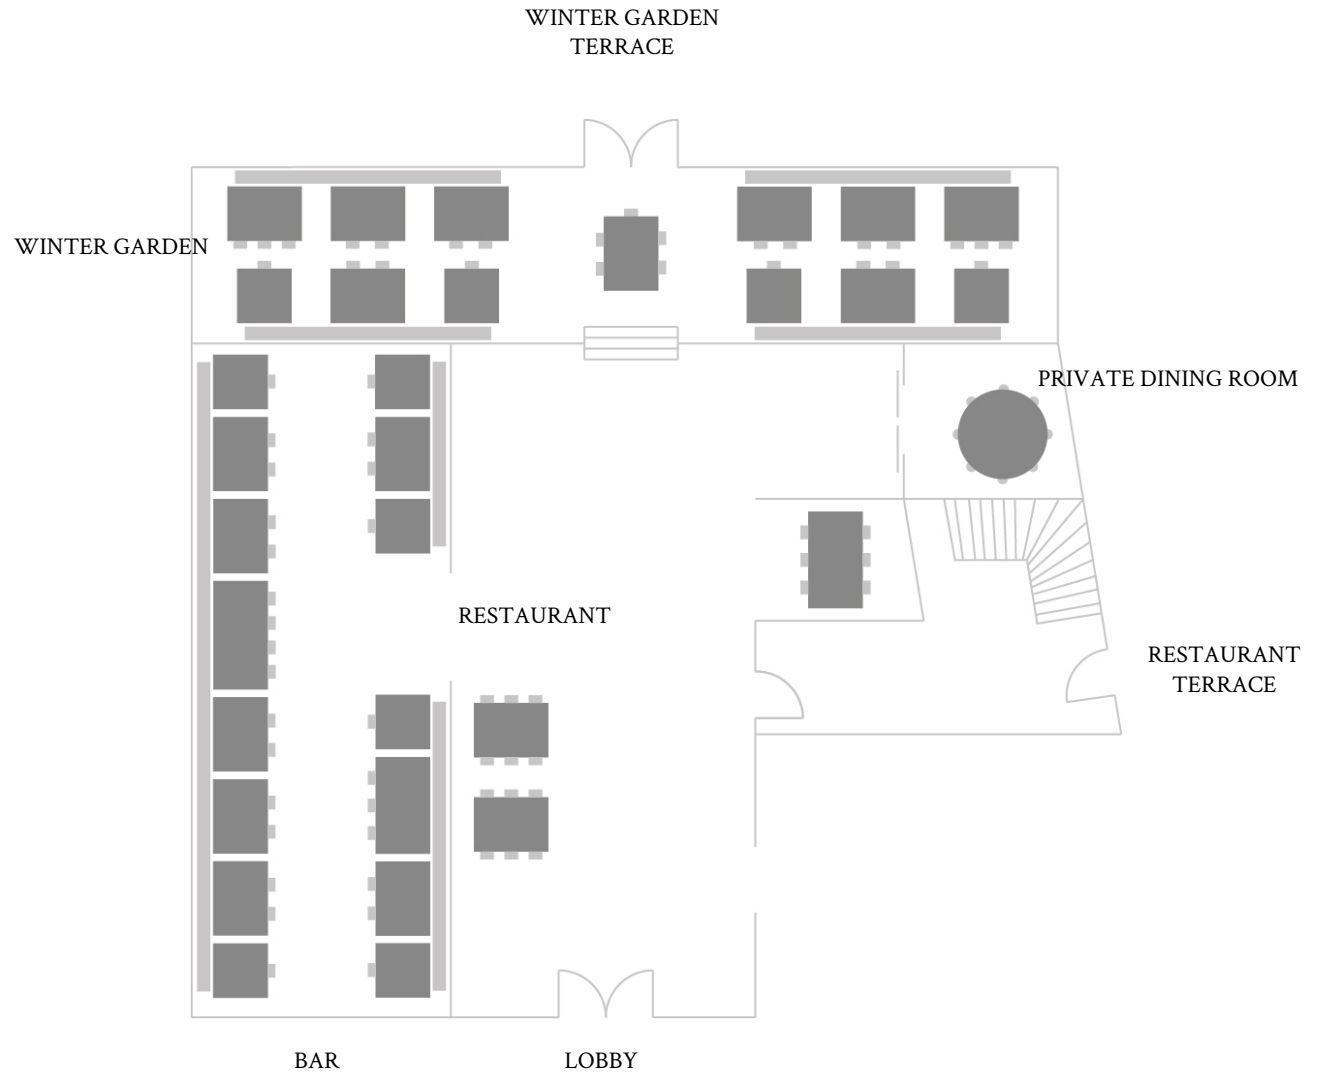 WINTER GARDEN
TERRACE
WINTER GARDEN
PRIVATE DINING ROOM
RESTAURANT
RESTAURANT
TERRACE
BAR
LOBBY